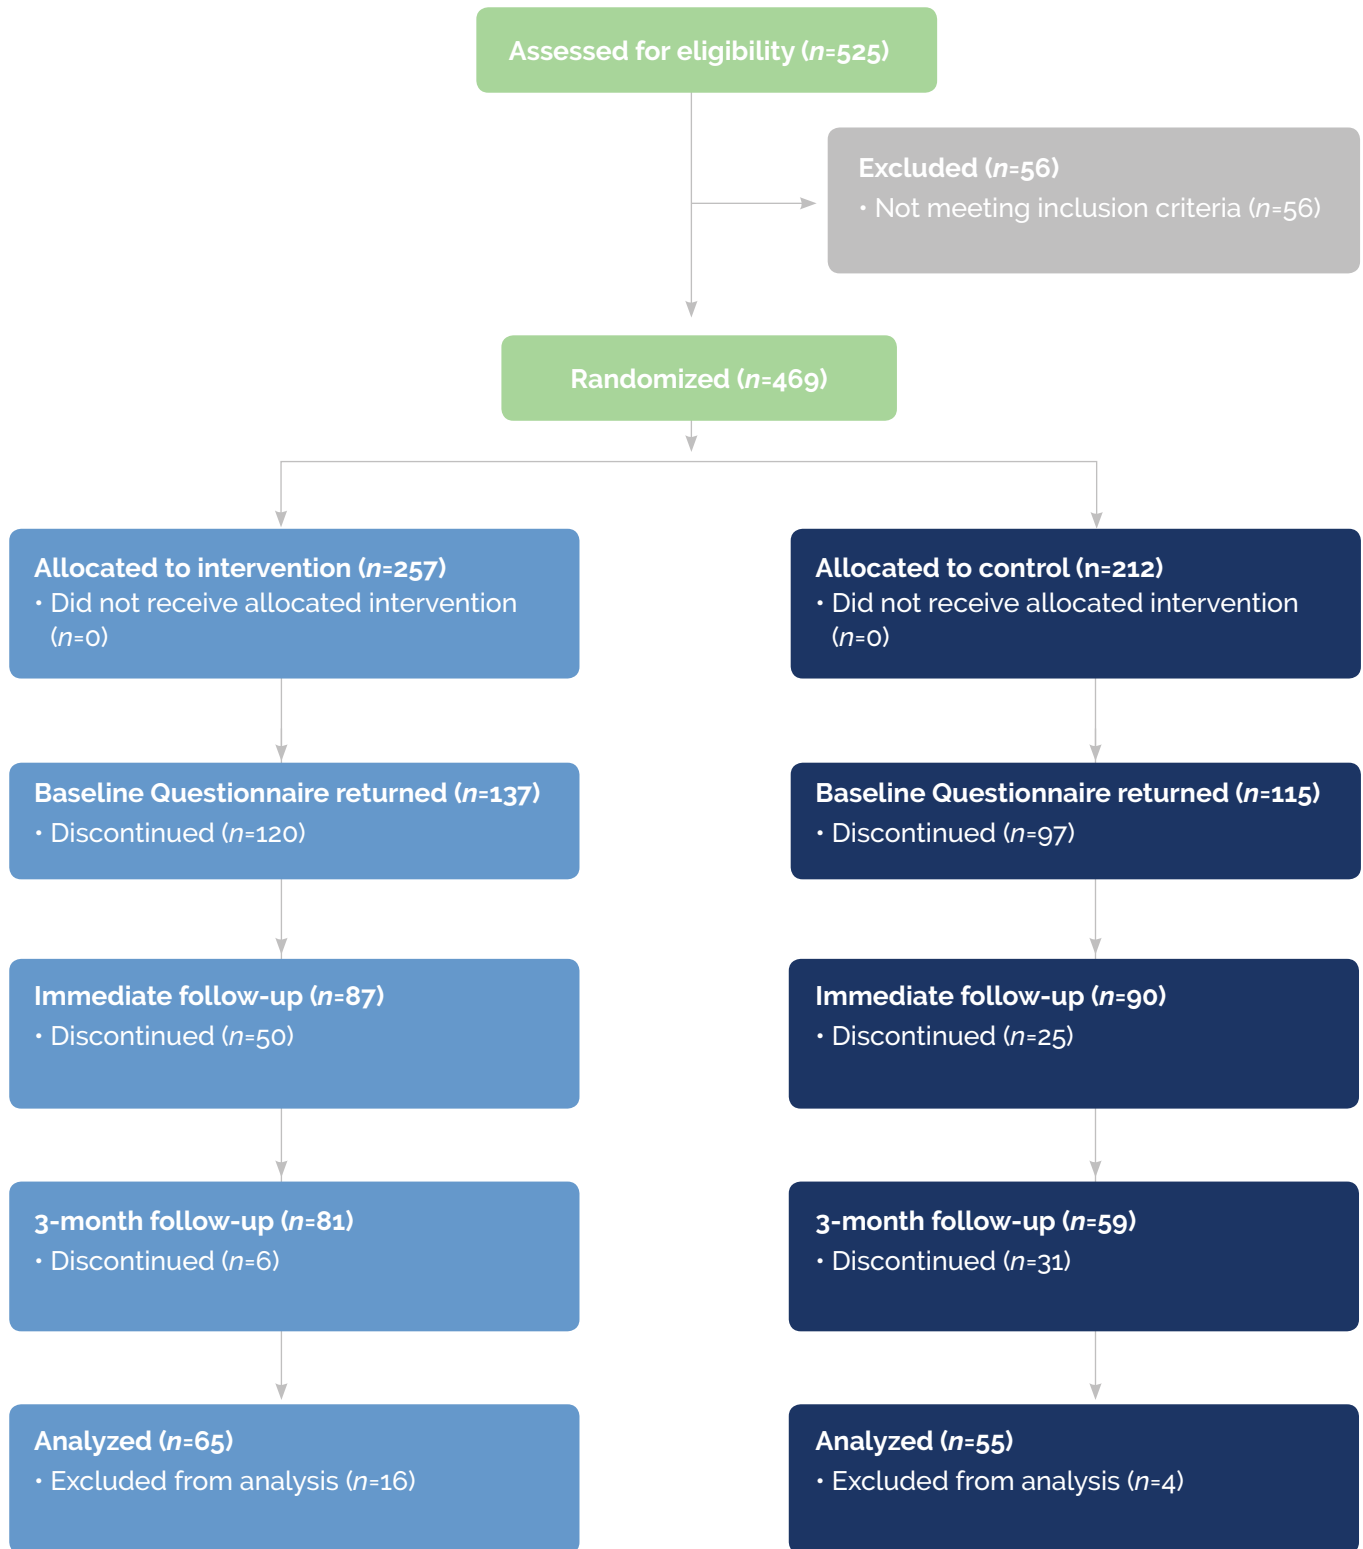 Assessed for eligibility (n=525)
Excluded (n=56)
• Not meeting inclusion criteria (n=56)
Randomized (n=469)
Allocated to intervention (n=257)
• Did not receive allocated intervention
(n=0)
Allocated to control (n=212)
• Did not receive allocated intervention
(n=0)
Baseline Questionnaire returned (n=137)
• Discontinued (n=120)
Baseline Questionnaire returned (n=115)
• Discontinued (n=97)
Immediate follow-up (n=87)
• Discontinued (n=50)
Immediate follow-up (n=90)
• Discontinued (n=25)
3-month follow-up (n=81)
• Discontinued (n=6)
3-month follow-up (n=59)
• Discontinued (n=31)
Analyzed (n=65)
• Excluded from analysis (n=16)
Analyzed (n=55)
• Excluded from analysis (n=4)